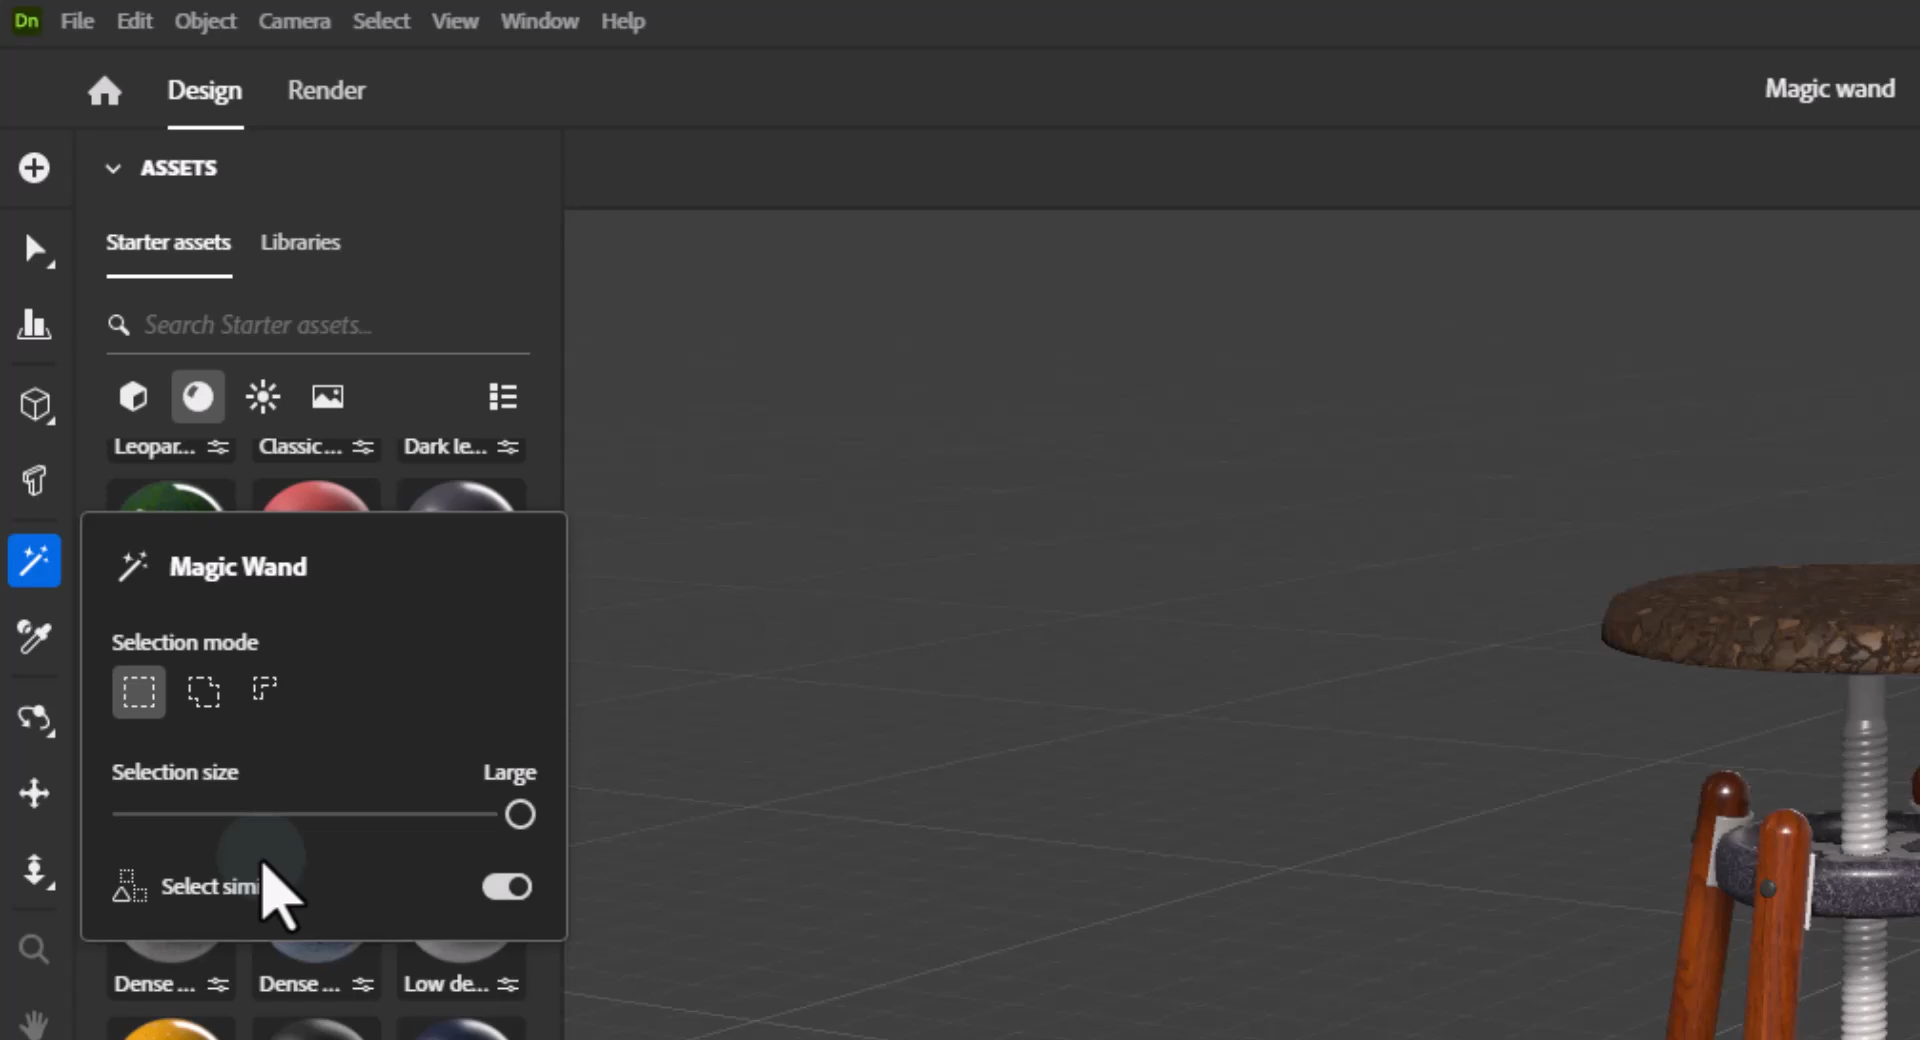 Dn File Edit Object Camera Select View Window Help
Design Render Magic wand
ASSETS
Starter assets Libraries
Search Starter assets...
Leopar... Classic ... Dark le...
Magic Wand
Selection mode
Selection size Large
Select simi
Dense ... Dense ... Low de...